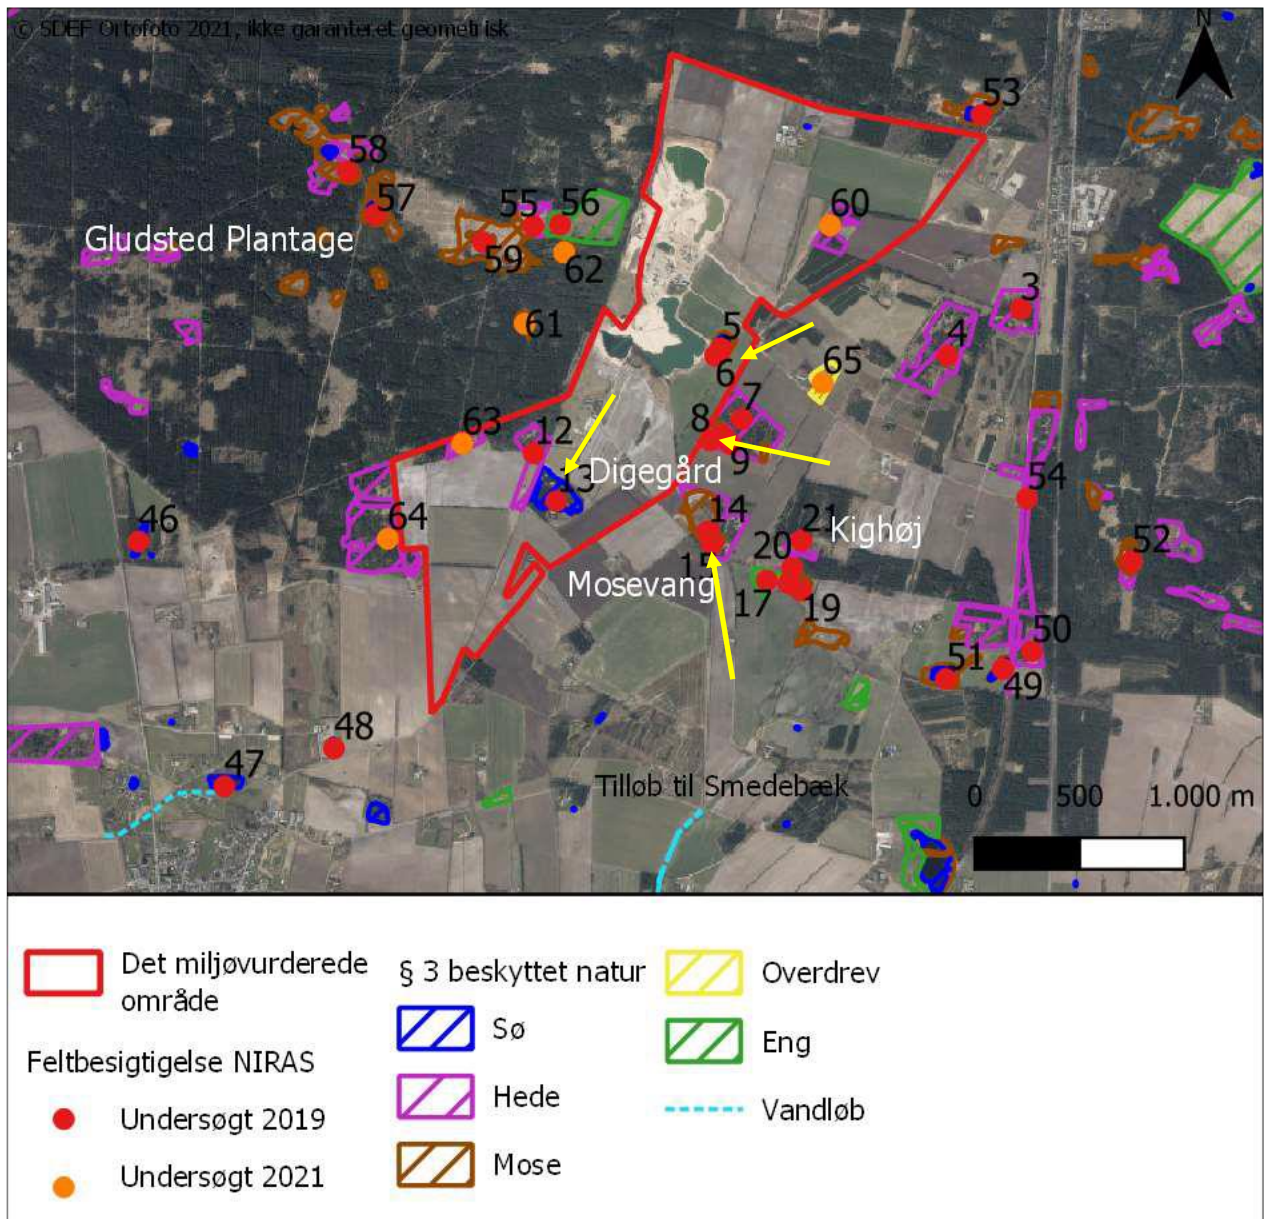 © SDEF Ortofoto 2021, ikke garanteret geometrisk
N
53
58
57
55
56
60
Gludsted Plantage
59
62
3
61
5
4
6
65
7
8
63
12
9
Digegård
13
54
64
14
21
Kighøj
46
20
52
15
Mosevang
17
19
50
51
49
48
47
Tilløb til Smedebæk
0 500 1.000 m
Det miljøvurderede
område
Feltbesigtigelse NIRAS
Undersøgt 2019
Undersøgt 2021
§ 3 beskyttet natur
Sø
Hede
Mose
Overdrev
Eng
Vandløb